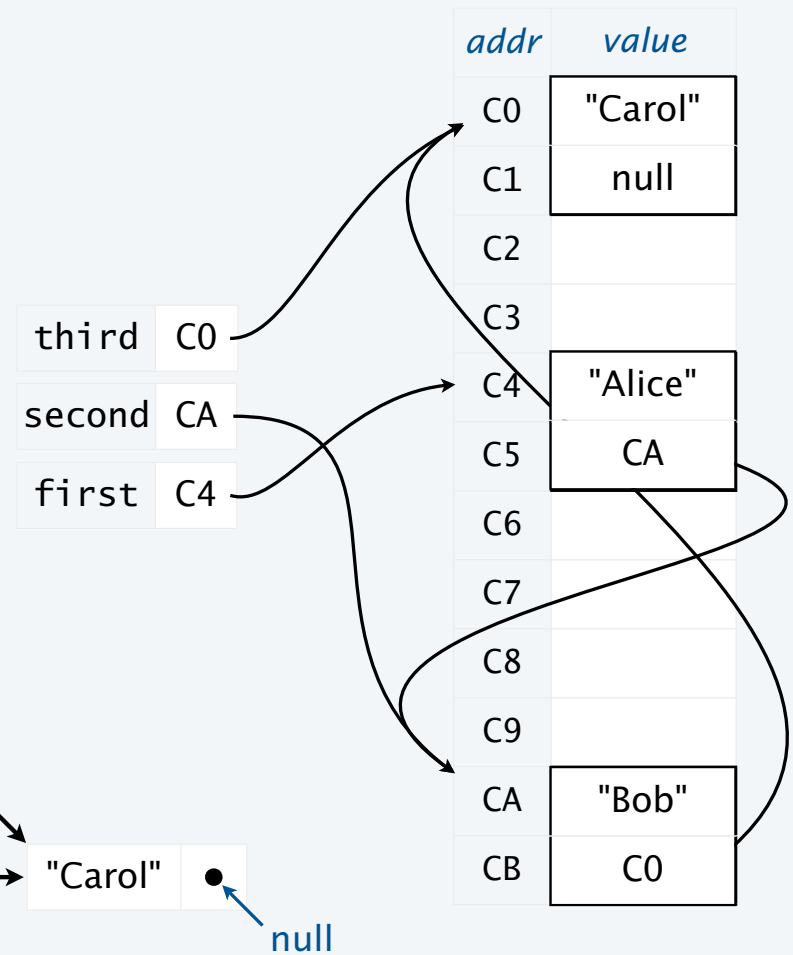 addr value
C0 "Carol"
C1 null
C2
C3
third C0
C4 "Alice"
second CA
C5 CA
first C4
C6
C7
C8
C9
CA "Bob"
CB C0
"Carol"
null